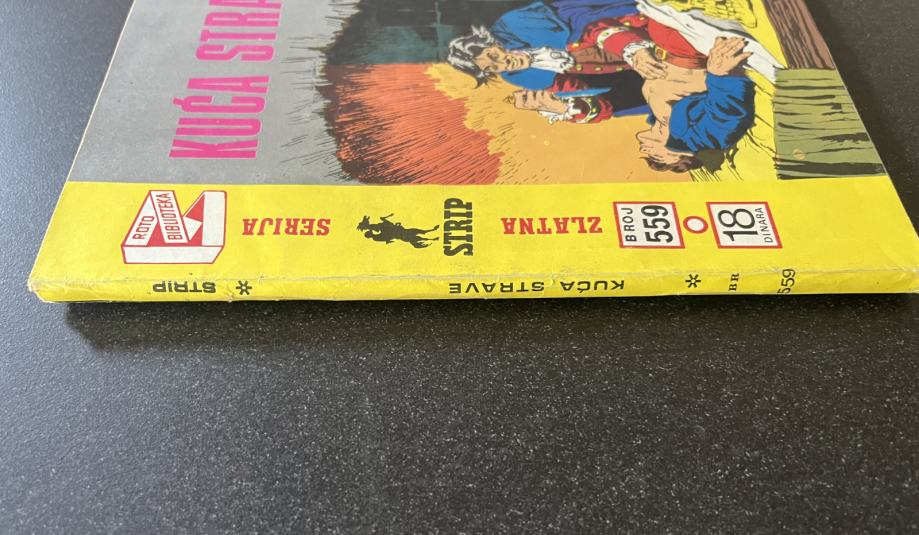 KUĆA STRA
ROTO
BIBLIOTEKA
SERIJA
STRIP
ZLATNA
BROJ
559
18
DINARA
STRIP * KUĆA STRAVE * BR 559